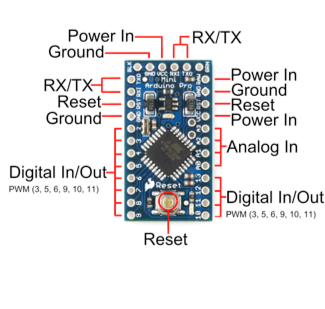 Power In
RX/TX
Ground
BLK
GND VCC RXI TXO
GRN
Mini
Arduino Pro
RX/TX
Reset
Ground
Power In
Ground
Reset
Power In
Analog In
Digital In/Out
PWM (3, 5, 6, 9, 10, 11)
Reset
Digital In/Out
PWM (3, 5, 6, 9, 10, 11)
Reset